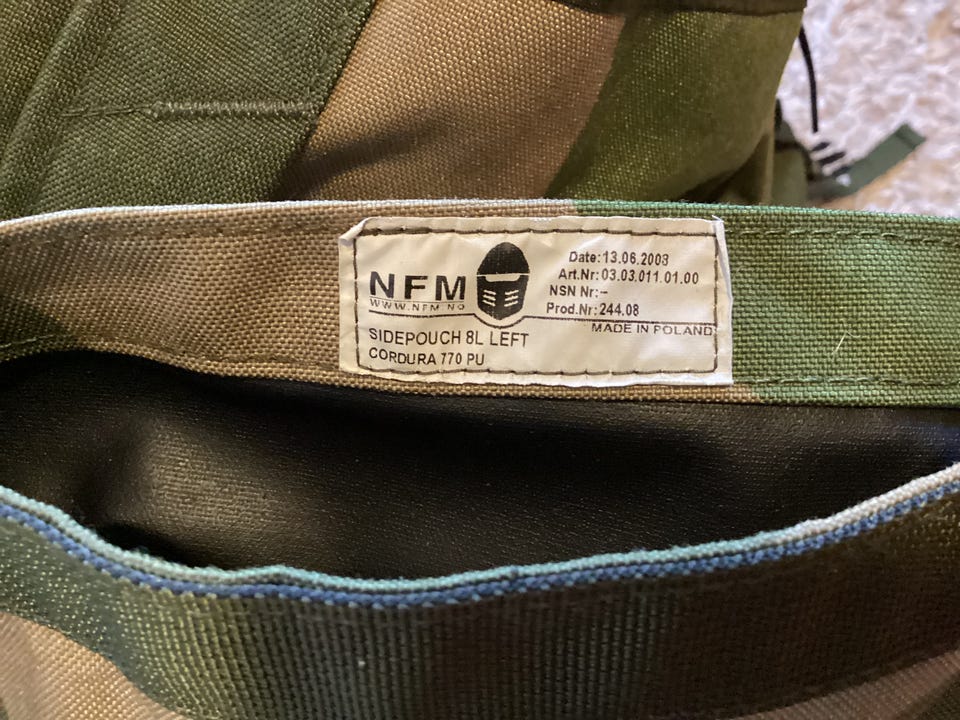 NFM
WWW.NFM.NO
SIDEPOUCH 8L LEFT
CORDURA 770 PU
Date:13.06.2008
Art.Nr:03.03.011.01.00
NSN Nr:–
Prod.Nr:244.08
MADE IN POLAND